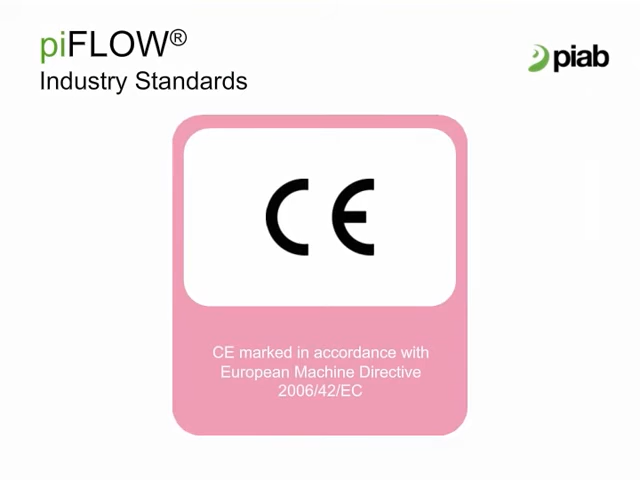 piFLOW®
Industry Standards
piab
CE
CE marked in accordance with
European Machine Directive
2006/42/EC